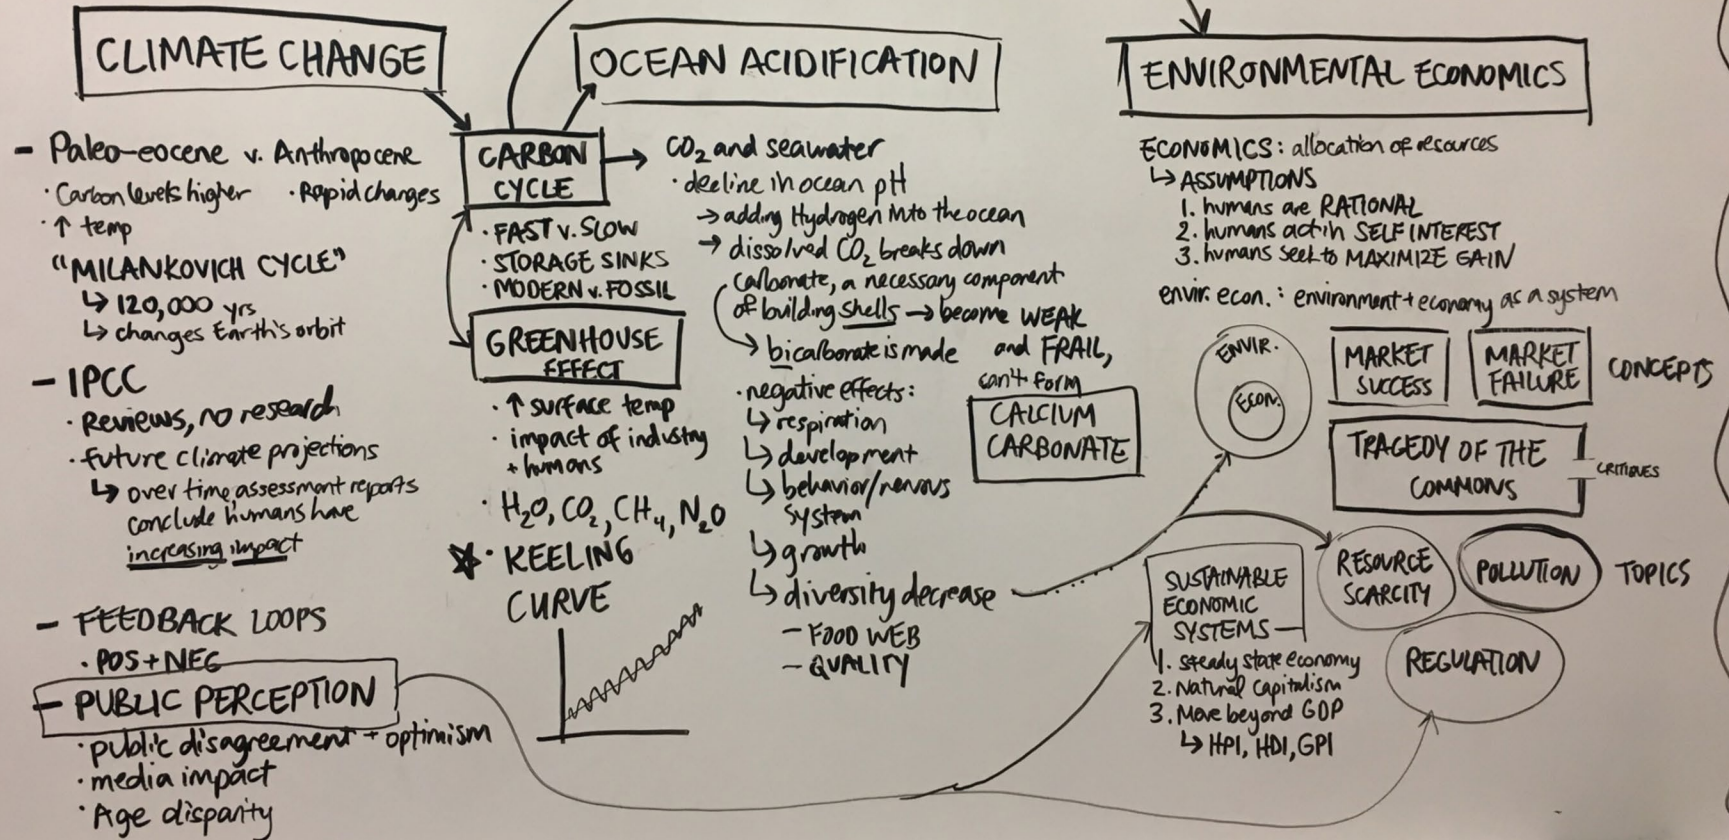 CLIMATE CHANGE
- Paleo-eocene v. Anthropocene
· Carbon levels higher · Rapid changes
· ↑ temp
"MILANKOVICH CYCLE"
↳ 120,000 yrs
↳ changes Earth's orbit
- IPCC
· Reviews, no research
· future climate projections
↳ over time, assessment reports
conclude humans have
increasing impact
- FEEDBACK LOOPS
· POS + NEG
- PUBLIC PERCEPTION
· public disagreement + optimism
· media impact
· Age disparity
CARBON
CYCLE
· FAST v. SLOW
· STORAGE SINKS
· MODERN v. FOSSIL
GREENHOUSE
EFFECT
· ↑ surface temp
· impact of industry
+ humans
· H₂O, CO₂, CH₄, N₂O
· KEELING
CURVE
OCEAN ACIDIFICATION
CO₂ and seawater
· decline in ocean pH
→ adding Hydrogen into the ocean
→ dissolved CO₂ breaks down
carbonate, a necessary component
of building shells → become WEAK
and FRAIL,
can't form
CALCIUM
CARBONATE
bicarbonate is made
· negative effects:
↳ respiration
↳ development
↳ behavior/nervous
system
↳ growth
↳ diversity decrease
- FOOD WEB
- QUALITY
ENVIRONMENTAL ECONOMICS
ECONOMICS: allocation of resources
↳ ASSUMPTIONS
1. humans are RATIONAL
2. humans act in SELF INTEREST
3. humans seek to MAXIMIZE GAIN
envir. econ.: environment + economy as a system
ENVIR.
ECON.
MARKET
SUCCESS
MARKET
FAILURE
CONCEPTS
TRAGEDY OF THE
COMMONS
CRITIQUES
RESOURCE
SCARCITY
POLLUTION
TOPICS
REGULATION
SUSTAINABLE
ECONOMIC
SYSTEMS
1. Steady state economy
2. Natural Capitalism
3. Move beyond GDP
↳ HPI, HDI, GPI